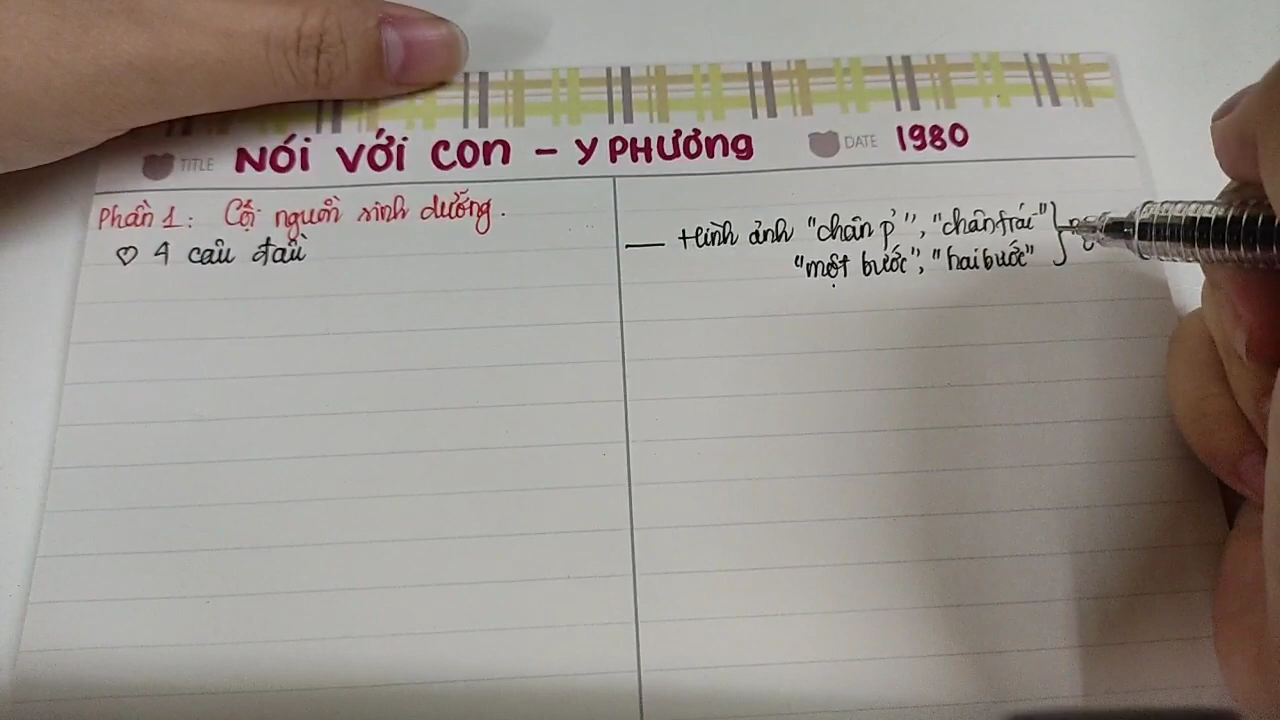 TITLE NÓI VỚI CON - Y PHƯƠNG DATE 1980
Phần 1: Cội nguồn sinh dưỡng.
♡ 4 câu đầu
— Hình ảnh "chân p'", "chân trái"
"một bước", "hai bước"